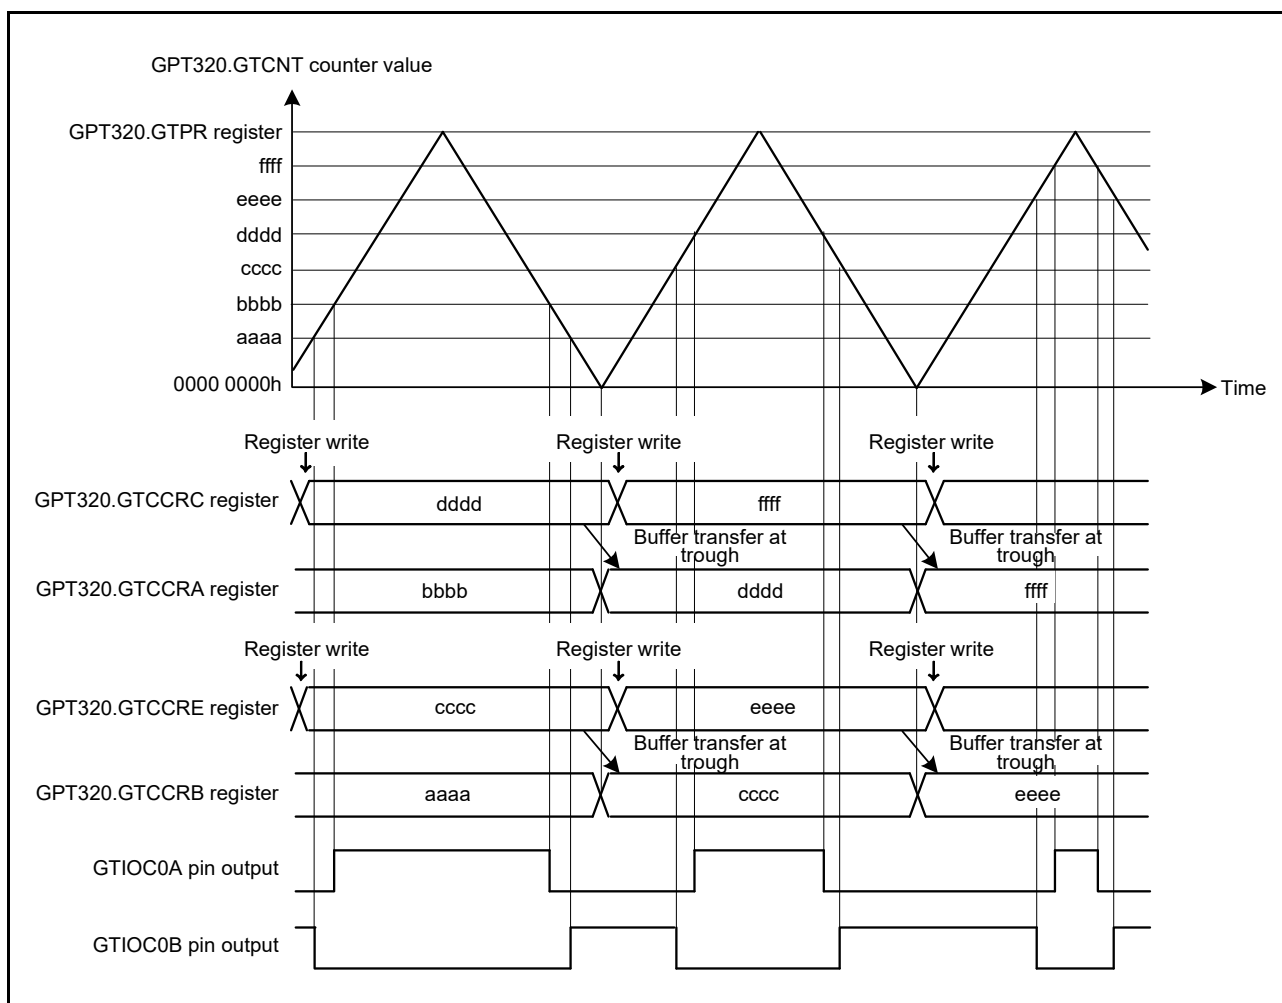 GPT320.GTCNT counter value
GPT320.GTPR register
ffff
eeee
dddd
cccc
bbbb
aaaa
0000 0000h
Time
Register write
Register write
Register write
GPT320.GTCCRC register
dddd
ffff
Buffer transfer at
trough
Buffer transfer at
trough
GPT320.GTCCRA register
bbbb
dddd
ffff
Register write
Register write
Register write
GPT320.GTCCRE register
cccc
eeee
Buffer transfer at
trough
Buffer transfer at
trough
GPT320.GTCCRB register
aaaa
cccc
eeee
GTIOC0A pin output
GTIOC0B pin output